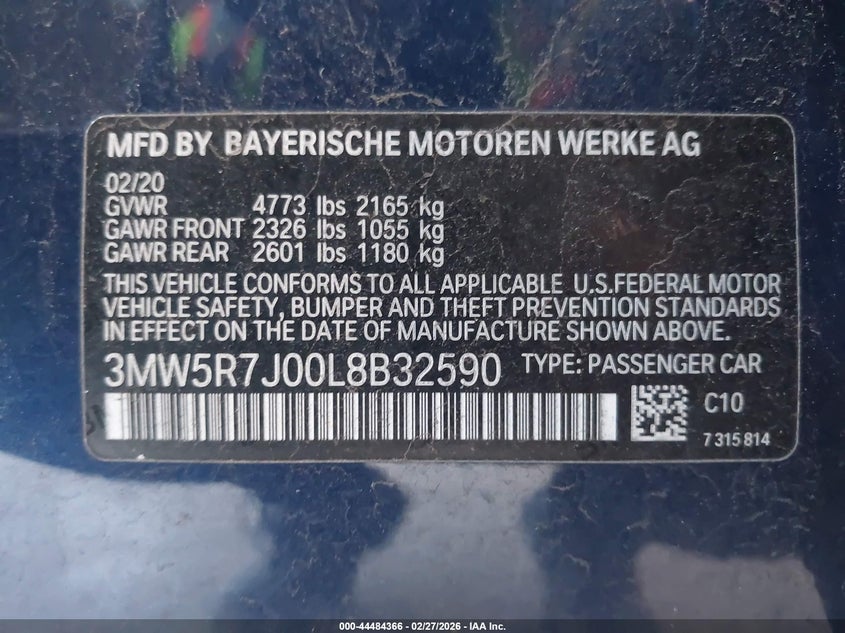 MFD BY BAYERISCHE MOTOREN WERKE AG
02/20
GVWR 4773 lbs 2165 kg
GAWR FRONT 2326 lbs 1055 kg
GAWR REAR 2601 lbs 1180 kg
THIS VEHICLE CONFORMS TO ALL APPLICABLE U.S.FEDERAL MOTOR
VEHICLE SAFETY, BUMPER AND THEFT PREVENTION STANDARDS
IN EFFECT ON THE DATE OF MANUFACTURE SHOWN ABOVE.
3MW5R7J00L8B32590 TYPE: PASSENGER CAR
C10
7 315 814
000-44484366 - 02/27/2026 - IAA Inc.